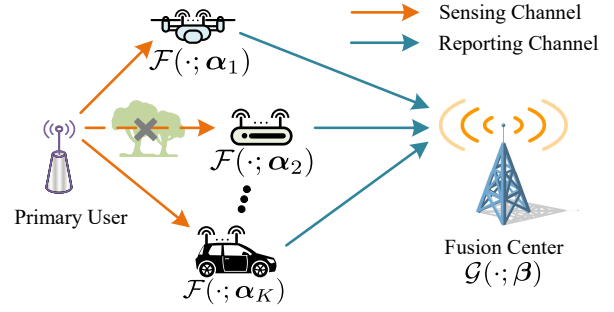 Sensing Channel
Reporting Channel
𝓕(·; 𝜶₁)
𝓕(·; 𝜶₂)
Primary User
𝓕(·; 𝜶_K)
Fusion Center
𝓖(·; 𝜷)